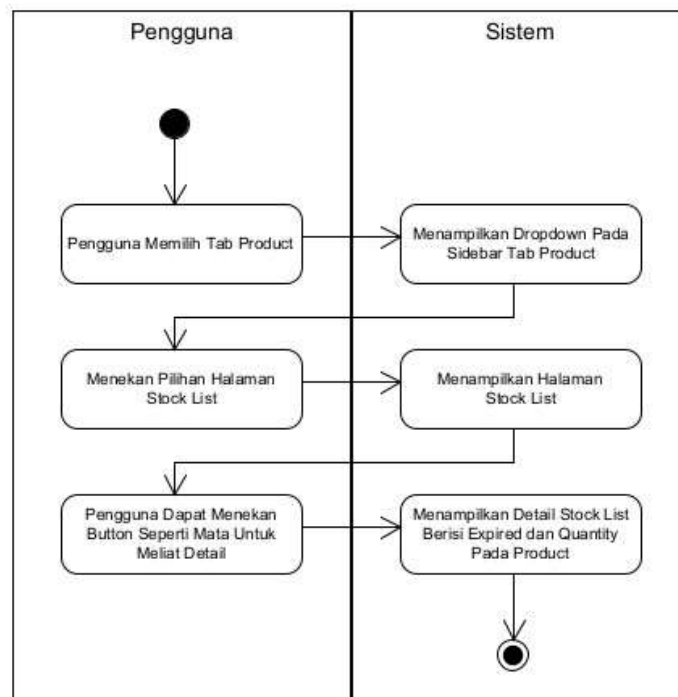 Pengguna
Sistem
Pengguna Memilih Tab Product
Menampilkan Dropdown Pada
Sidebar Tab Product
Menekan Pilihan Halaman
Stock List
Menampilkan Halaman
Stock List
Pengguna Dapat Menekan
Button Seperti Mata Untuk
Meliat Detail
Menampilkan Detail Stock List
Berisi Expired dan Quantity
Pada Product